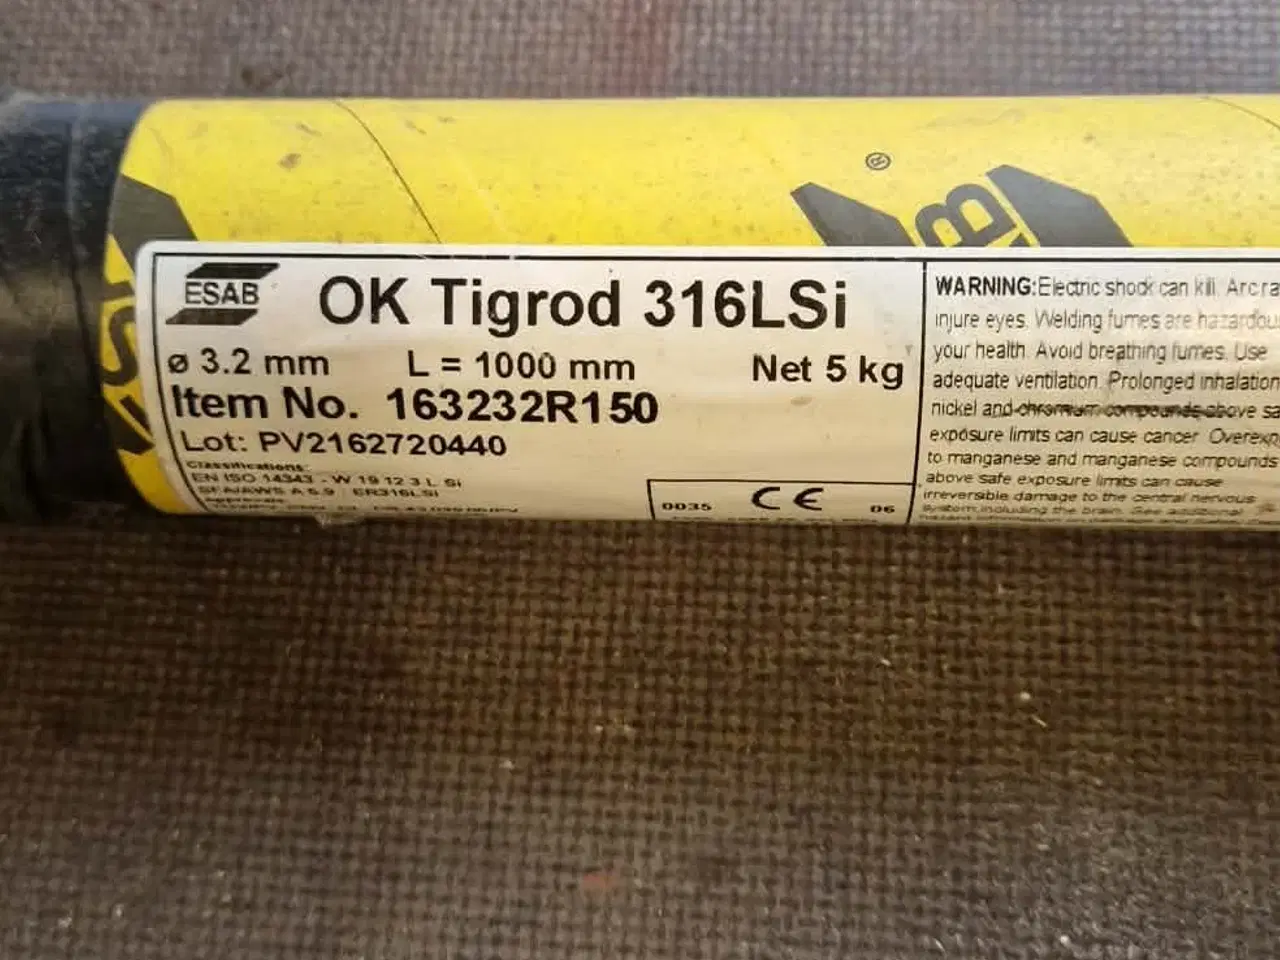 ®
ESAB
OK Tigrod 316LSi
ø 3.2 mm L = 1000 mm Net 5 kg
Item No. 163232R150
Lot: PV2162720440
Classifications:
EN ISO 14343 - W 19 12 3 L Si
SFA/AWS A 5.9 : ER316LSi
Approvals
0035 CE 06
WARNING: Electric shock can kill. Arc ra
injure eyes. Welding fumes are hazardou
your health. Avoid breathing fumes. Use
adequate ventilation. Prolonged inhalation
nickel and chromium compounds above sa
exposure limits can cause cancer. Overexp
to manganese and manganese compounds
above safe exposure limits can cause
irreversible damage to the central nervous
system, including the brain. See additional